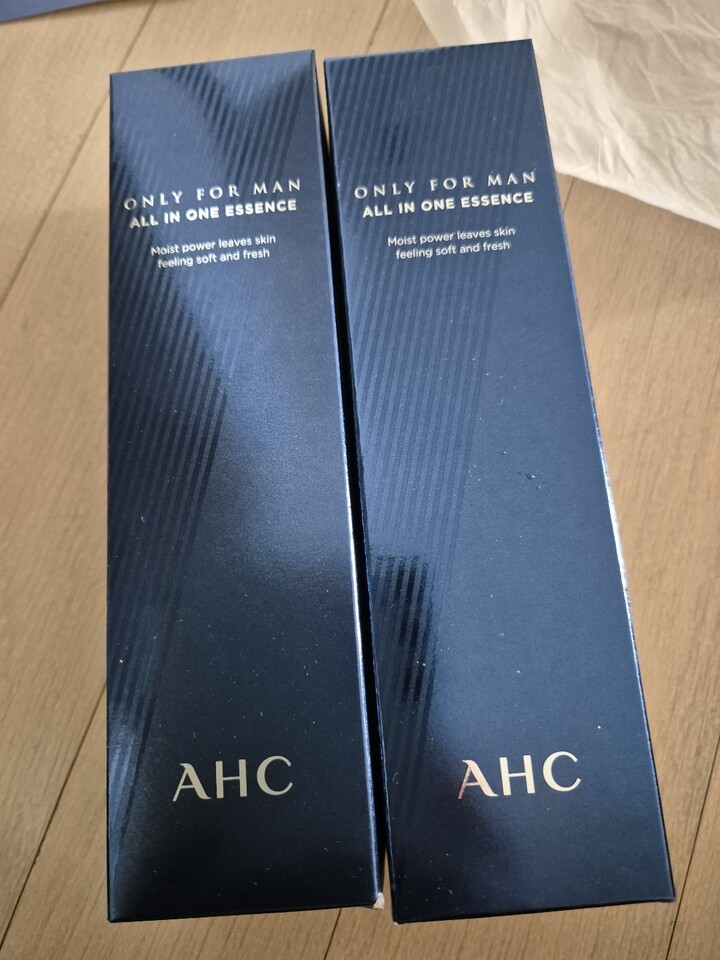 ONLY FOR MAN
ALL IN ONE ESSENCE
Moist power leaves skin
feeling soft and fresh
AHC
ONLY FOR MAN
ALL IN ONE ESSENCE
Moist power leaves skin
feeling soft and fresh
AHC